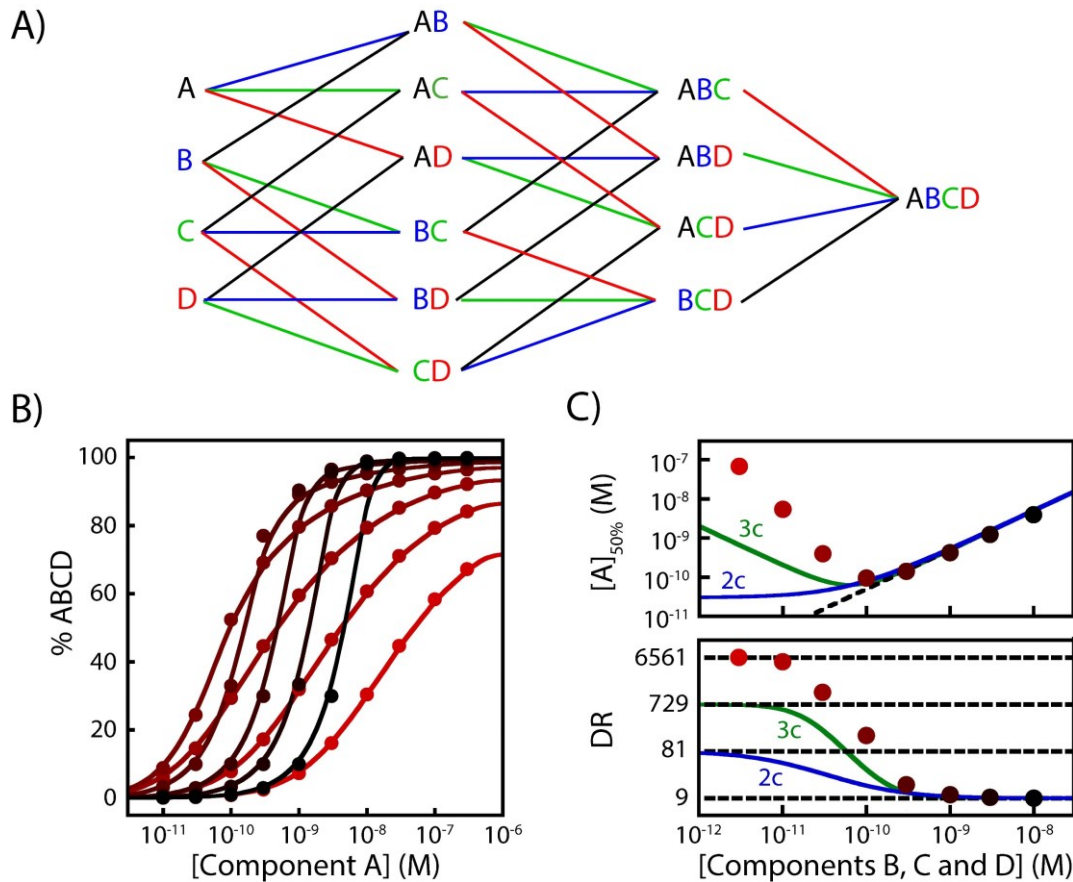 A)
AB
A
AC
ABC
B
AD
ABD
ABCD
C
BC
ACD
D
BD
BCD
CD
B)
% ABCD
100
80
60
40
20
0
10⁻¹¹ 10⁻¹⁰ 10⁻⁹ 10⁻⁸ 10⁻⁷ 10⁻⁶
[Component A] (M)
C)
[A]50% (M)
10⁻⁷
10⁻⁸
10⁻⁹
10⁻¹⁰
10⁻¹¹
3c
2c
DR
6561
729
81
9
3c
2c
10⁻¹² 10⁻¹¹ 10⁻¹⁰ 10⁻⁹ 10⁻⁸
[Components B, C and D] (M)